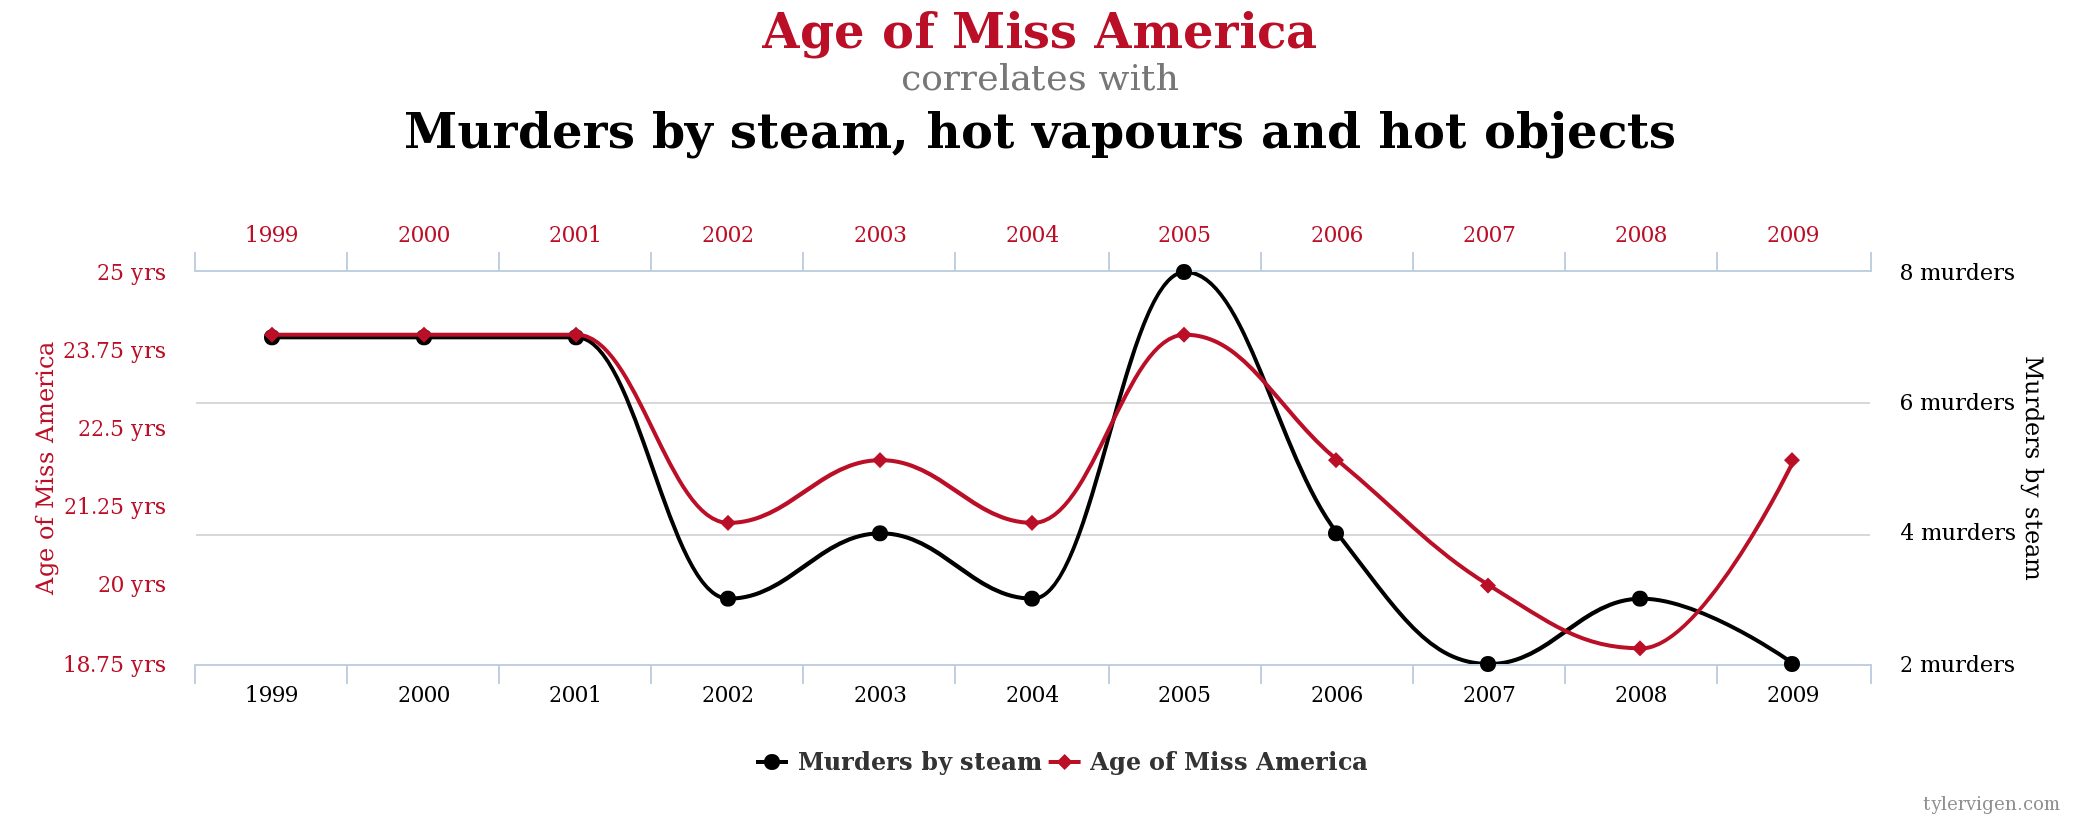 Age of Miss America
correlates with
Murders by steam, hot vapours and hot objects
1999 2000 2001 2002 2003 2004 2005 2006 2007 2008 2009
25 yrs
23.75 yrs
22.5 yrs
21.25 yrs
20 yrs
18.75 yrs
Age of Miss America
8 murders
6 murders
4 murders
2 murders
Murders by steam
1999 2000 2001 2002 2003 2004 2005 2006 2007 2008 2009
Murders by steam Age of Miss America
tylervigen.com